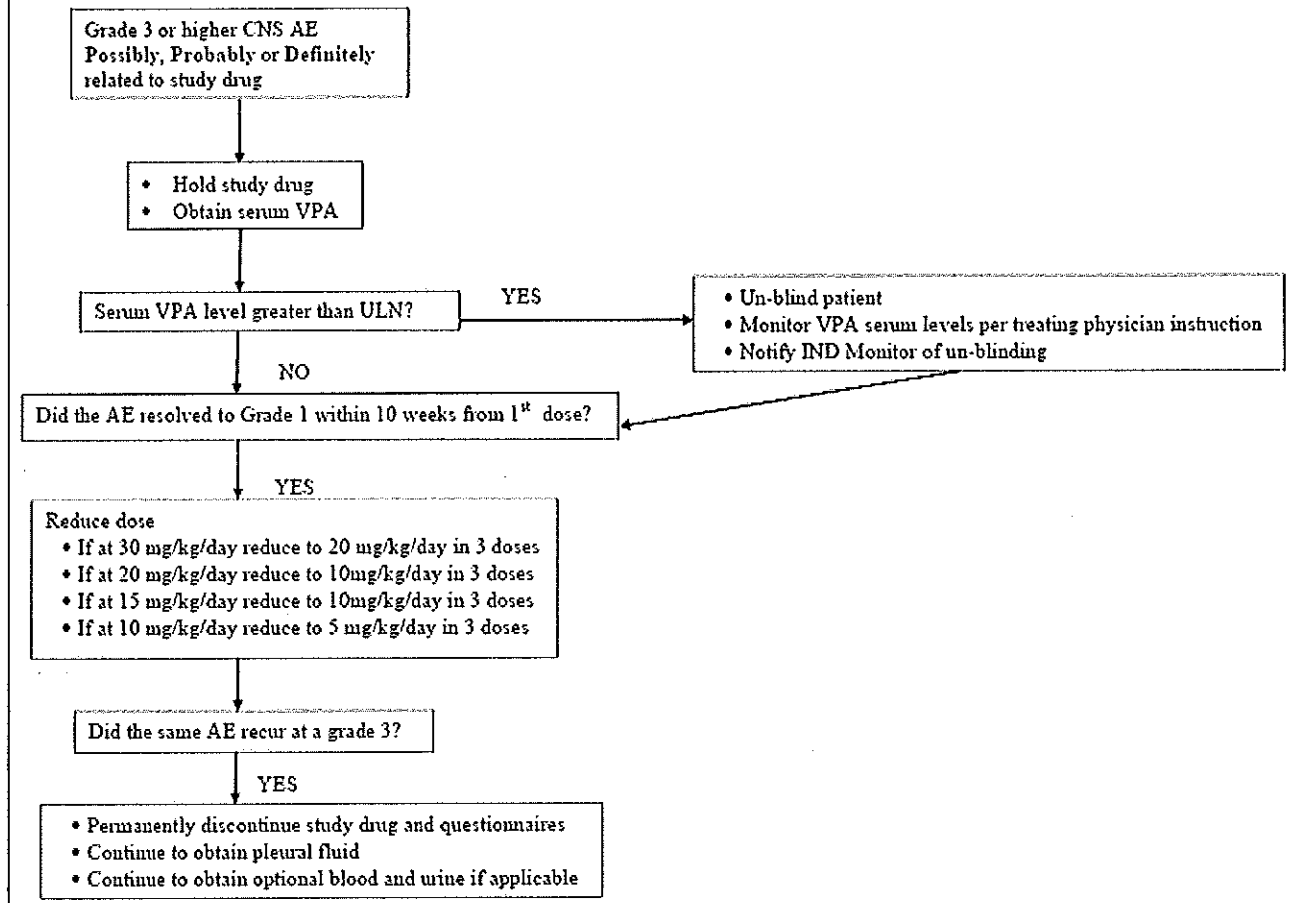 Grade 3 or higher CNS AE
Possibly, Probably or Definitely
related to study drug
• Hold study drug
• Obtain serum VPA
Serum VPA level greater than ULN?
YES
• Un-blind patient
• Monitor VPA serum levels per treating physician instruction
• Notify IND Monitor of un-blinding
NO
Did the AE resolved to Grade 1 within 10 weeks from 1st dose?
YES
Reduce dose
• If at 30 mg/kg/day reduce to 20 mg/kg/day in 3 doses
• If at 20 mg/kg/day reduce to 10mg/kg/day in 3 doses
• If at 15 mg/kg/day reduce to 10mg/kg/day in 3 doses
• If at 10 mg/kg/day reduce to 5 mg/kg/day in 3 doses
Did the same AE recur at a grade 3?
YES
• Permanently discontinue study drug and questionnaires
• Continue to obtain pleural fluid
• Continue to obtain optional blood and urine if applicable